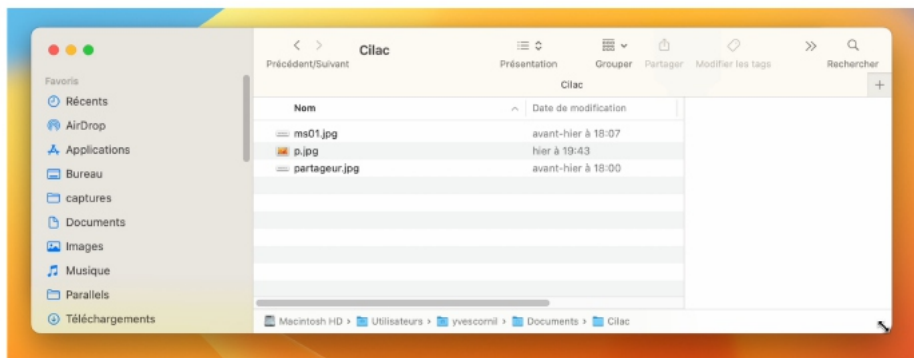 Cilac
Précédent/Suivant
Présentation
Grouper
Partager
Modifier les tags
Rechercher
Cilac
Favoris
Récents
AirDrop
Applications
Bureau
captures
Documents
Images
Musique
Parallels
Téléchargements
Nom
Date de modification
ms01.jpg avant-hier à 18:07
p.jpg hier à 19:43
partageur.jpg avant-hier à 18:00
Macintosh HD › Utilisateurs › yvescornil › Documents › Cilac